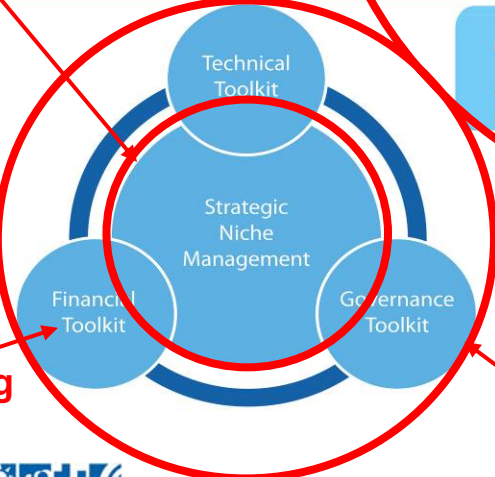 Technical
Toolkit
Strategic
Niche
Management
Financial
Toolkit
Governance
Toolkit
g